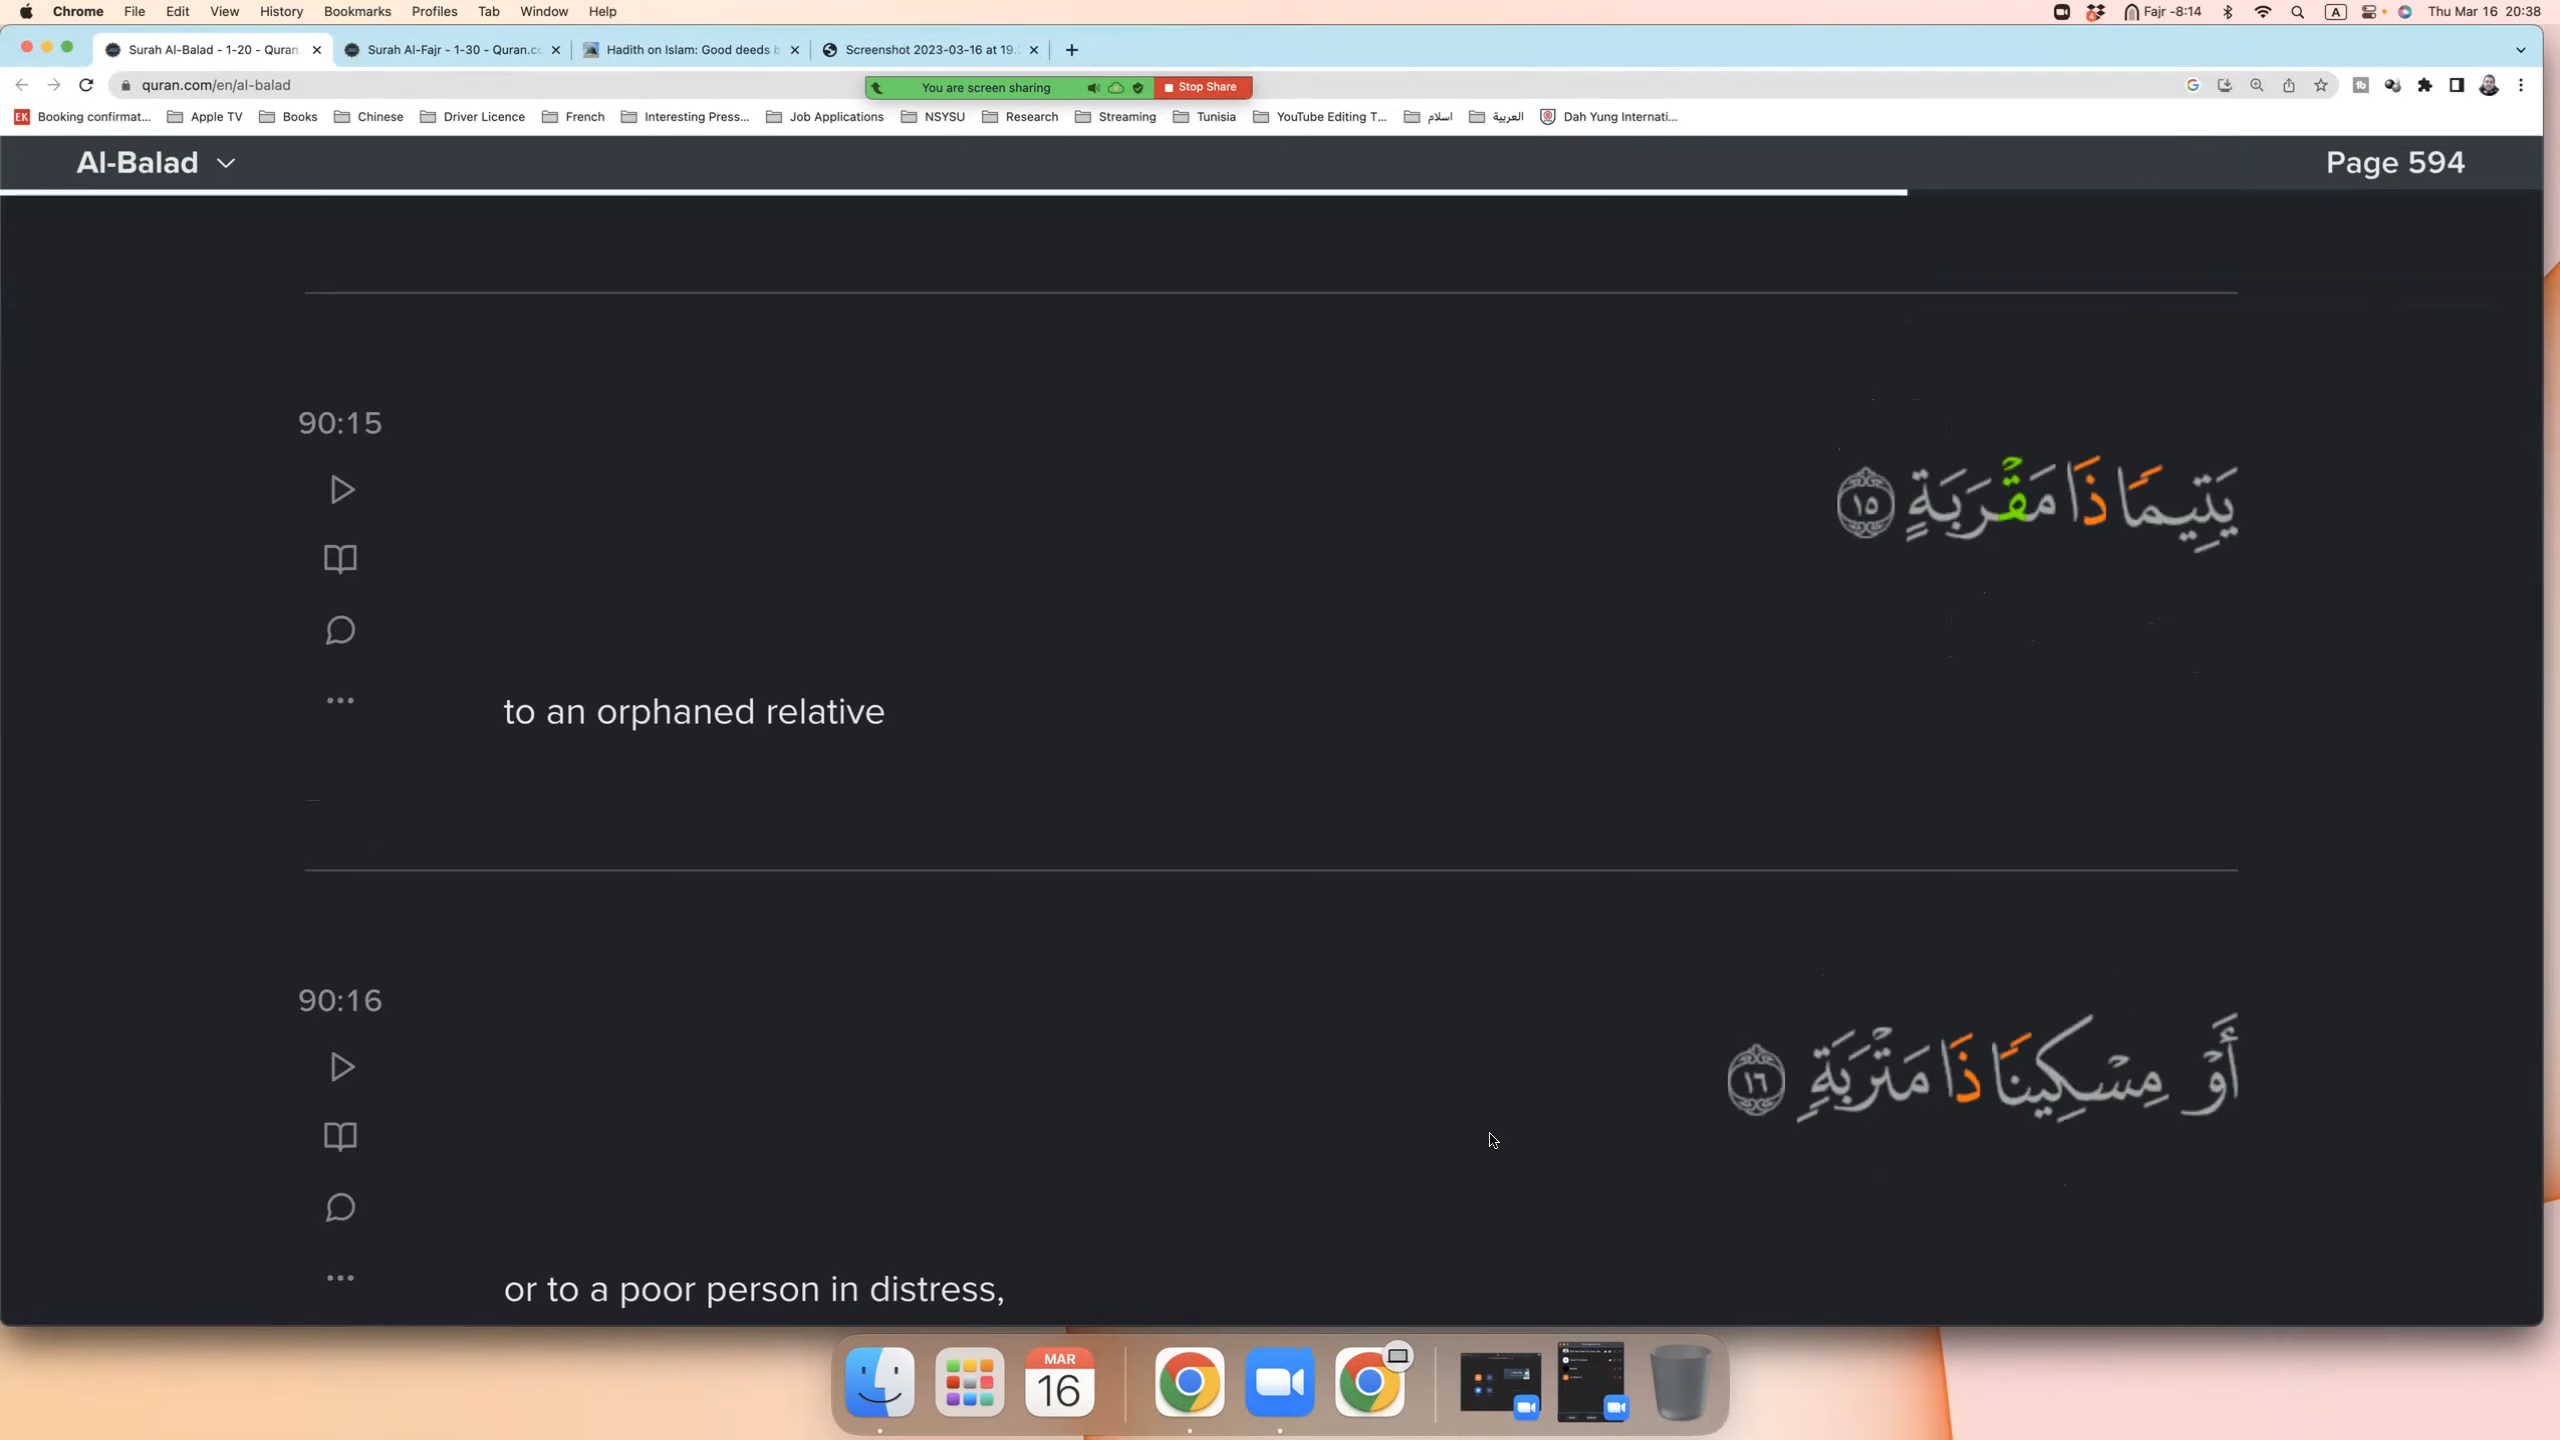 Chrome File Edit View History Bookmarks Profiles Tab Window Help Fajr -8:14 A Thu Mar 16 20:38
Surah Al-Balad - 1-20 - Quran. Surah Al-Fajr - 1-30 - Quran.c Hadith on Islam: Good deeds b Screenshot 2023-03-16 at 19.
quran.com/en/al-balad You are screen sharing Stop Share
EK Booking confirmat... Apple TV Books Chinese Driver Licence French Interesting Press... Job Applications NSYSU Research Streaming Tunisia YouTube Editing T... اسلام العربية Dah Yung Internati...
Al-Balad Page 594
90:15
يَتِيمًا ذَا مَقْرَبَةٍ ١٥
to an orphaned relative
90:16
أَوْ مِسْكِينًا ذَا مَتْرَبَةٍ ١٦
or to a poor person in distress,
MAR
16